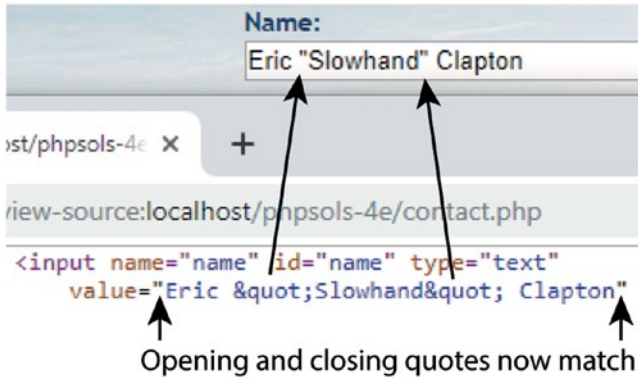 Name:
Eric "Slowhand" Clapton
ost/phpsols-4e × +
view-source:localhost/phpsols-4e/contact.php
<input name="name" id="name" type="text"
value="Eric &quot;Slowhand&quot; Clapton"
Opening and closing quotes now match